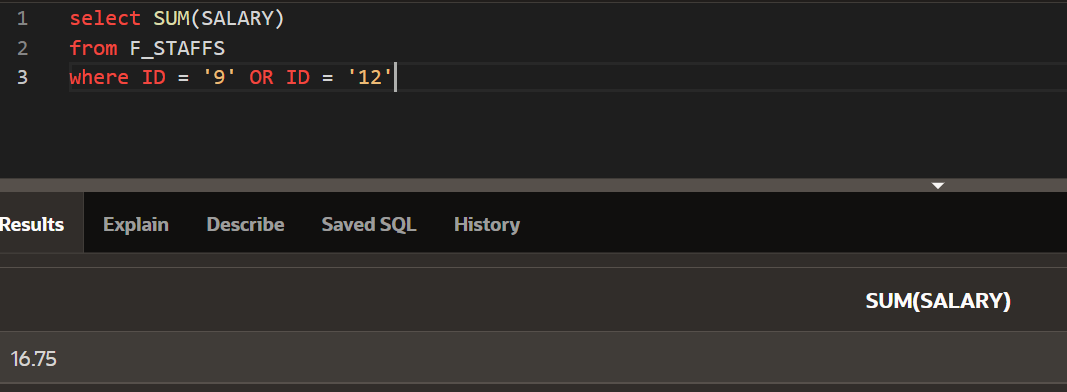 1 select SUM(SALARY)
2 from F_STAFFS
3 where ID = '9' OR ID = '12'
Results Explain Describe Saved SQL History
SUM(SALARY)
16.75